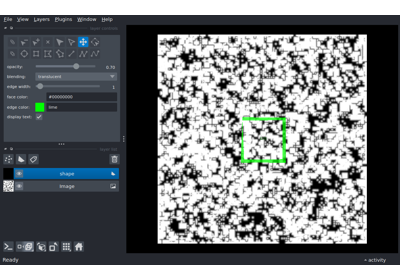 File View Layers Plugins Window Help
opacity: 0.70
blending: translucent
edge width: 1
face color: #00000000
edge color: lime
display text:
shape
Image
Ready
activity